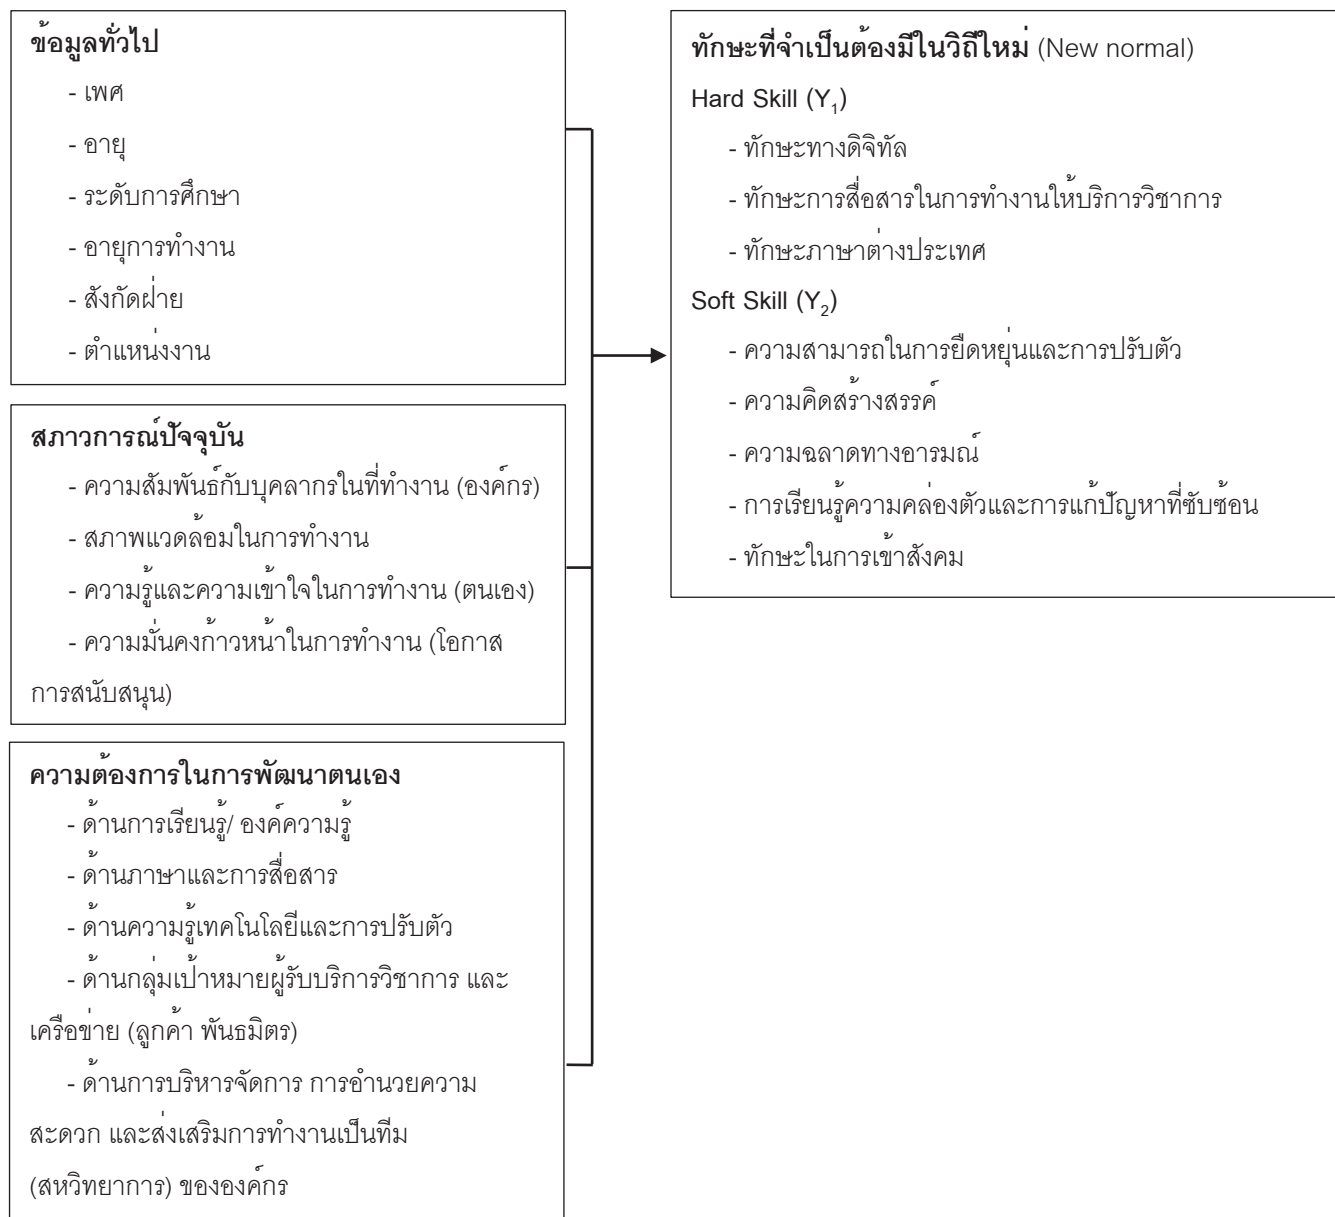 ข้อมูลทั่วไป
- เพศ
- อายุ
- ระดับการศึกษา
- อายุการทำงาน
- สังกัดฝ่าย
- ตำแหน่งงาน
สภาวการณ์ปัจจุบัน
- ความสัมพันธ์กับบุคลากรในที่ทำงาน (องค์กร)
- สภาพแวดล้อมในการทำงาน
- ความรู้และความเข้าใจในการทำงาน (ตนเอง)
- ความมั่นคงก้าวหน้าในการทำงาน (โอกาส
การสนับสนุน)
ความต้องการในการพัฒนาตนเอง
- ด้านการเรียนรู้/ องค์ความรู้
- ด้านภาษาและการสื่อสาร
- ด้านความรู้เทคโนโลยีและการปรับตัว
- ด้านกลุ่มเป้าหมายผู้รับบริการวิชาการ และ
เครือข่าย (ลูกค้า พันธมิตร)
- ด้านการบริหารจัดการ การอำนวยความ
สะดวก และส่งเสริมการทำงานเป็นทีม
(สหวิทยาการ) ขององค์กร
ทักษะที่จำเป็นต้องมีในวิถีใหม่ (New normal)
Hard Skill (Y₁)
- ทักษะทางดิจิทัล
- ทักษะการสื่อสารในการทำงานให้บริการวิชาการ
- ทักษะภาษาต่างประเทศ
Soft Skill (Y₂)
- ความสามารถในการยืดหยุ่นและการปรับตัว
- ความคิดสร้างสรรค์
- ความฉลาดทางอารมณ์
- การเรียนรู้ความคล่องตัวและการแก้ปัญหาที่ซับซ้อน
- ทักษะในการเข้าสังคม